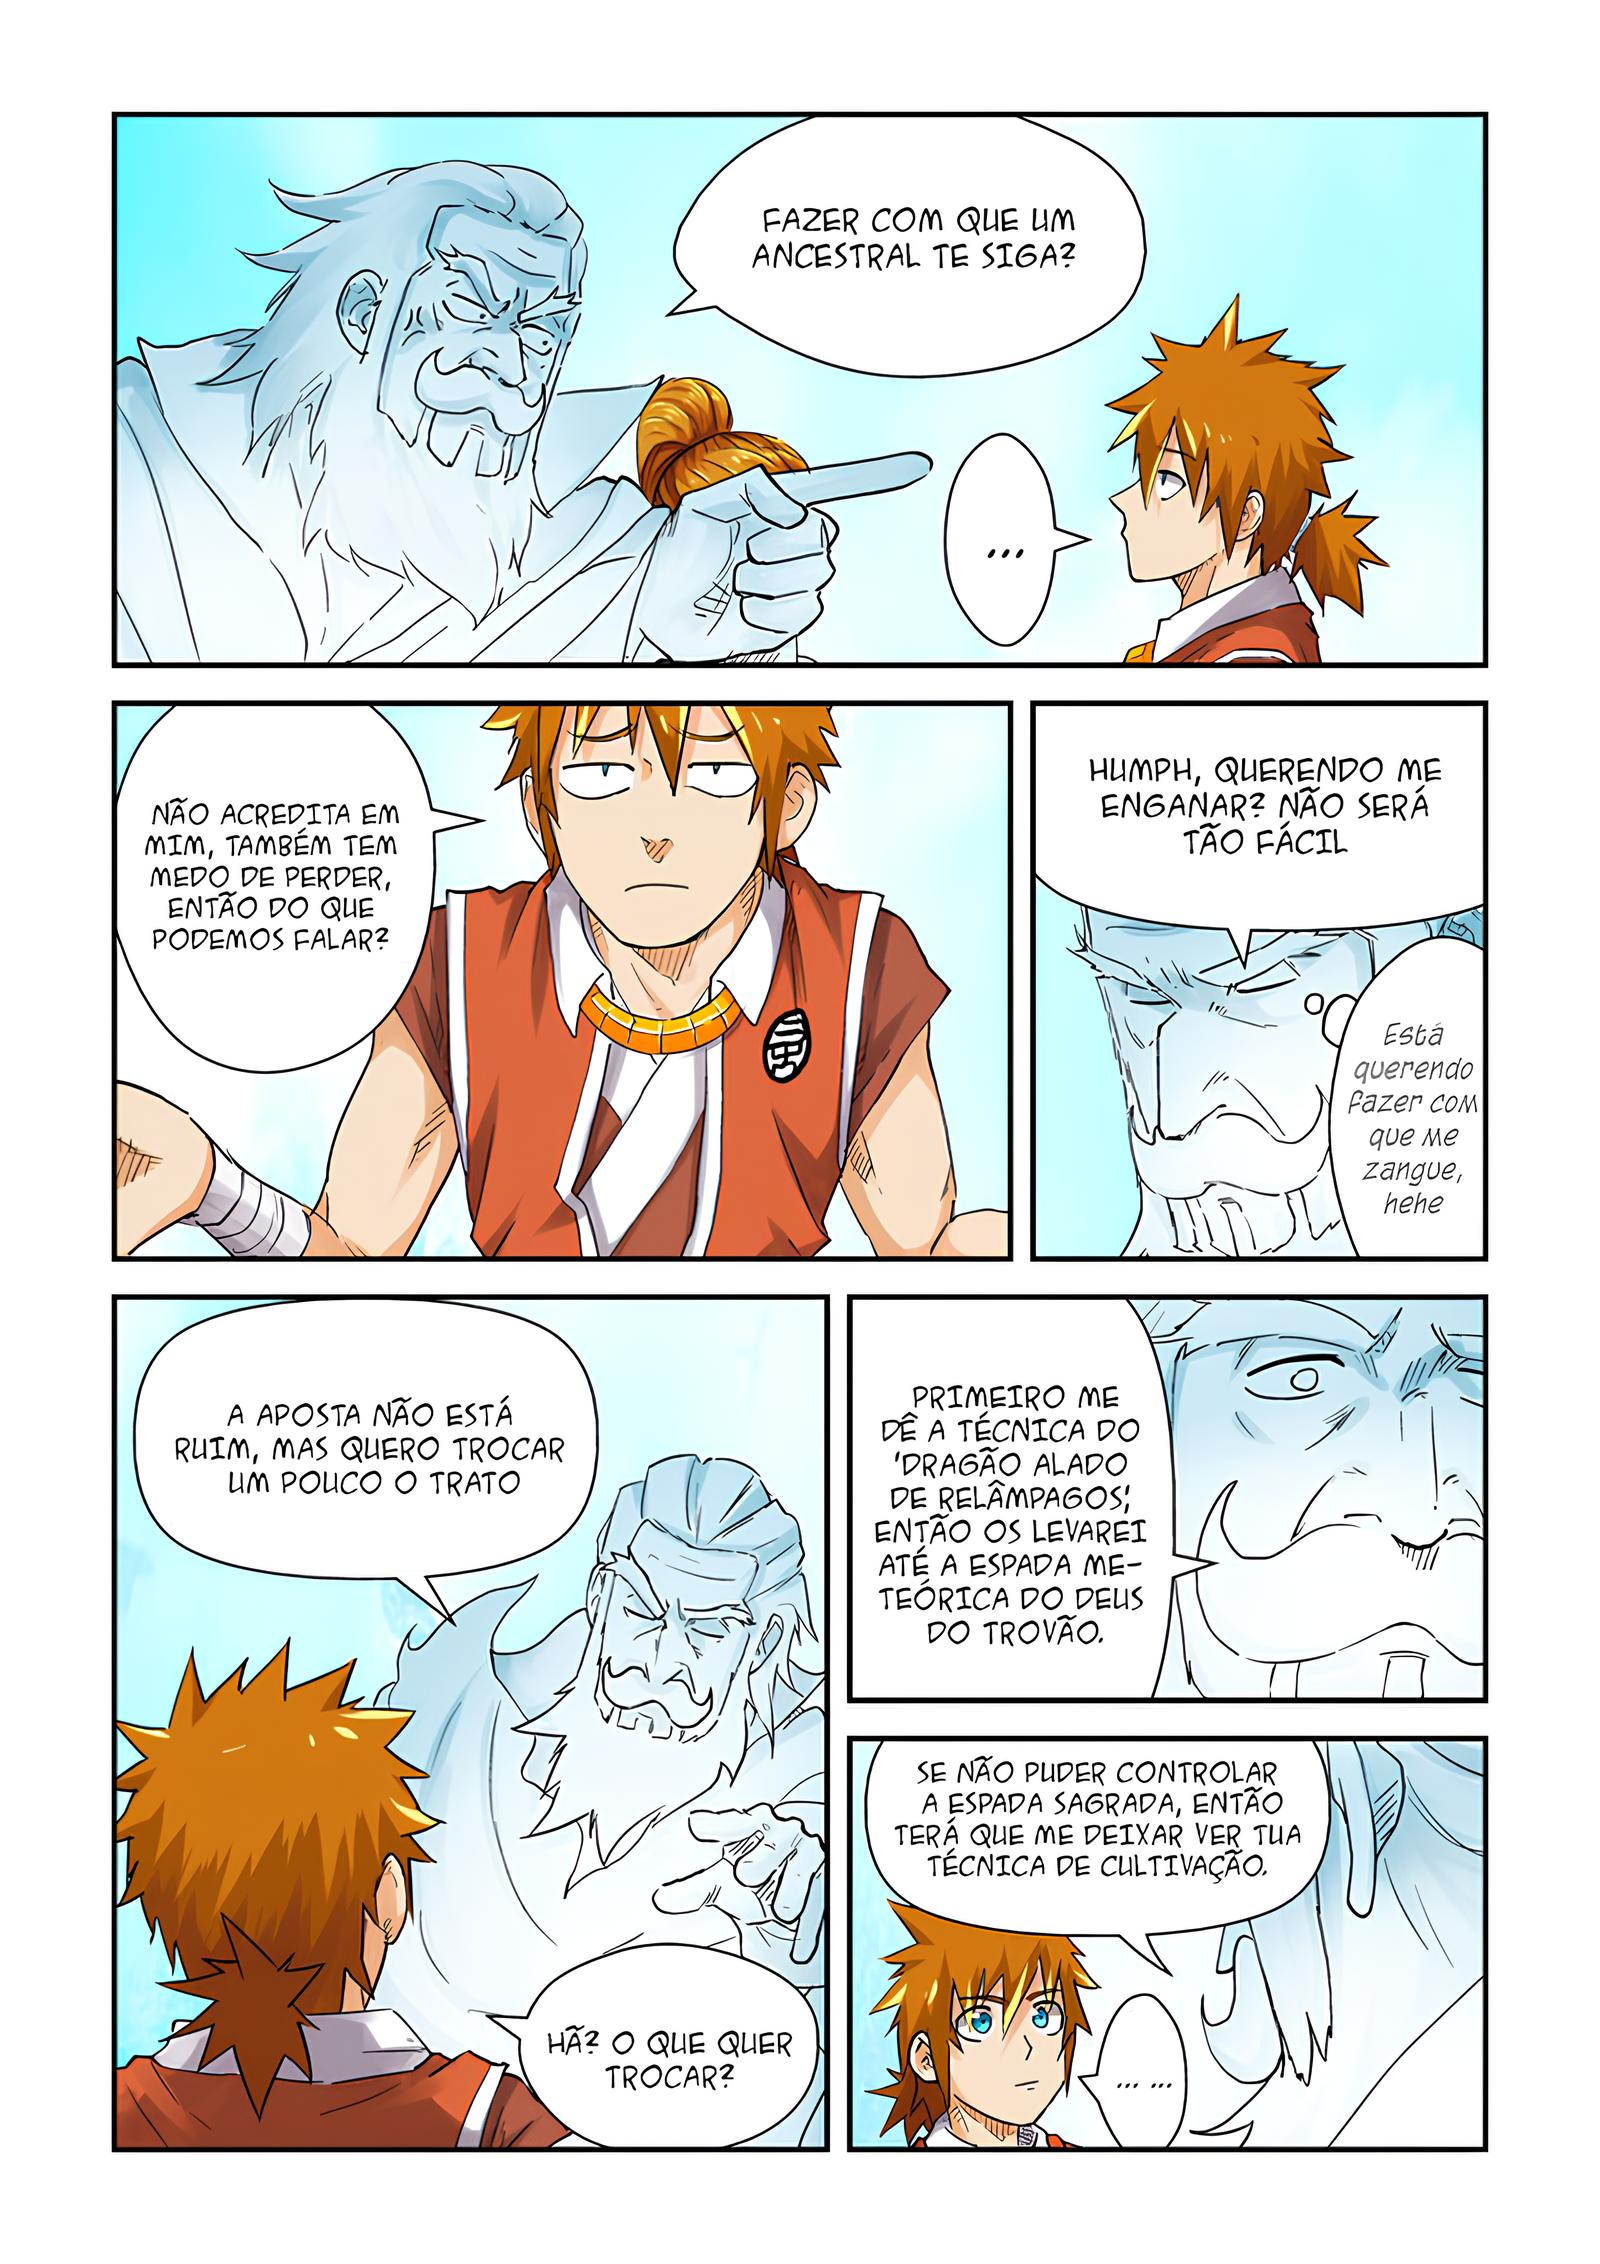 FAZER COM QUE UM
ANCESTRAL TE SIGA?
...
NÃO ACREDITA EM
MIM, TAMBÉM TEM
MEDO DE PERDER,
ENTÃO DO QUE
PODEMOS FALAR?
HUMPH, QUERENDO ME
ENGANAR? NÃO SERÁ
TÃO FÁCIL
Está
querendo
fazer com
que me
zangue,
hehe
A APOSTA NÃO ESTÁ
RUIM, MAS QUERO TROCAR
UM POUCO O TRATO
HÃ? O QUE QUER
TROCAR?
PRIMEIRO ME
DÊ A TÉCNICA DO
'DRAGÃO ALADO
DE RELÂMPAGOS',
ENTÃO OS LEVAREI
ATÉ A ESPADA ME-
TEÓRICA DO DEUS
DO TROVÃO.
SE NÃO PUDER CONTROLAR
A ESPADA SAGRADA, ENTÃO
TERÁ QUE ME DEIXAR VER TUA
TÉCNICA DE CULTIVAÇÃO.
... ...